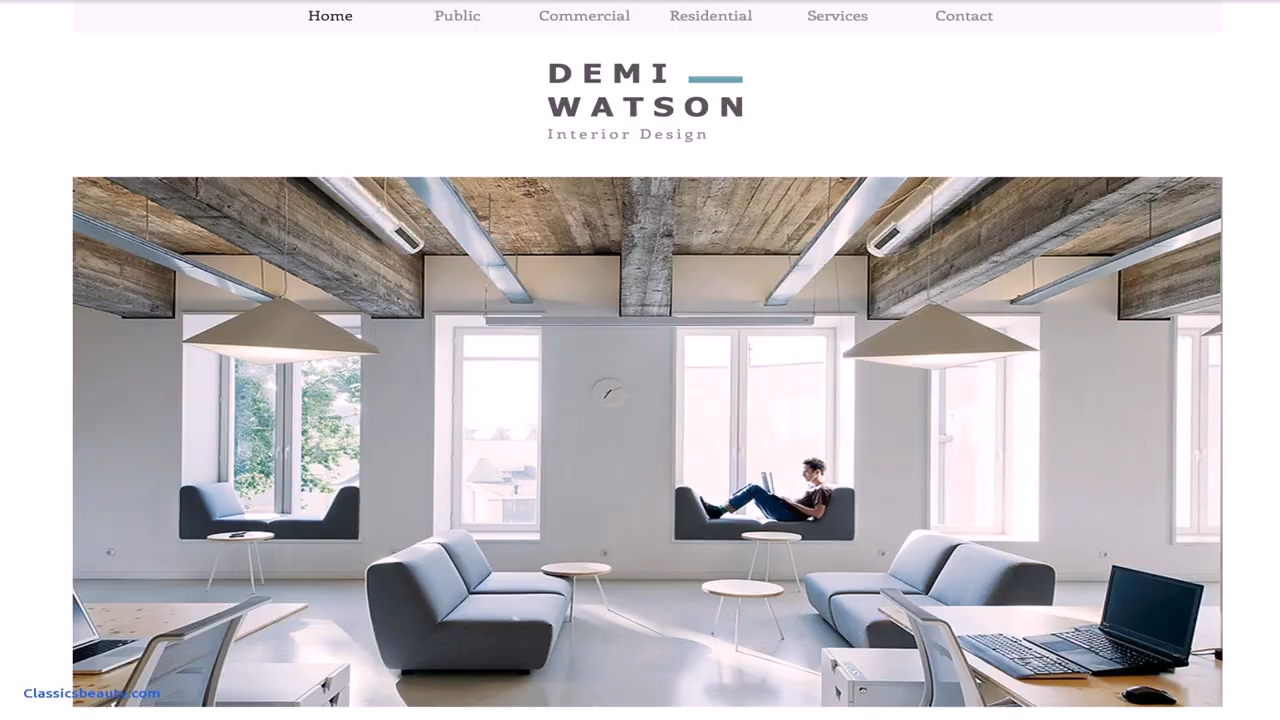 Home Public Commercial Residential Services Contact
DEMI
WATSON
Interior Design
Classicsbeauty.com